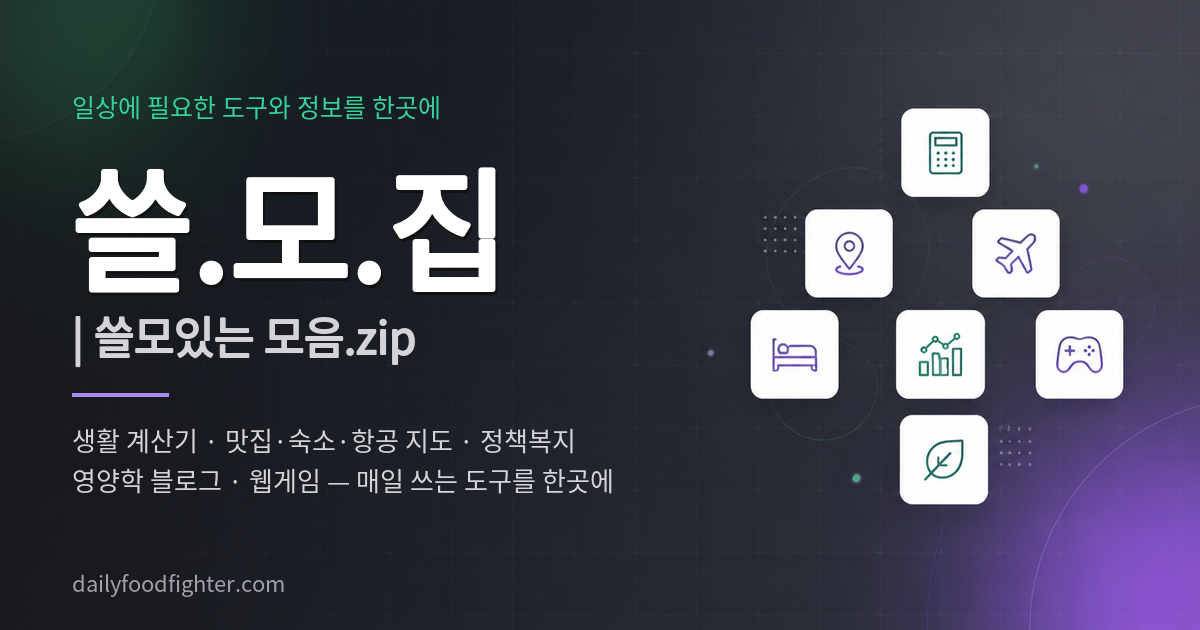 일상에 필요한 도구와 정보를 한곳에
쓸.모.집
| 쓸모있는 모음.zip
생활 계산기 · 맛집·숙소·항공 지도 · 정책복지
영양학 블로그 · 웹게임 — 매일 쓰는 도구를 한곳에
dailyfoodfighter.com